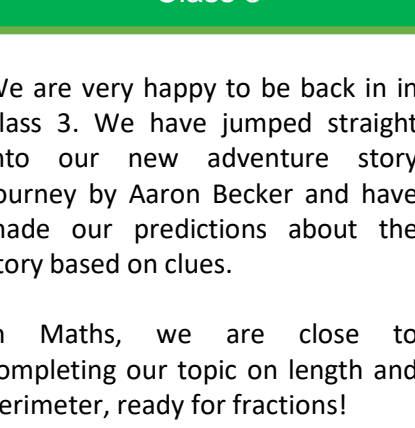 We are very happy to be back in in
lass 3. We have jumped straight
nto our new adventure story
ourney by Aaron Becker and have
made our predictions about the
tory based on clues.
n Maths, we are close to
ompleting our topic on length and
erimeter, ready for fractions!